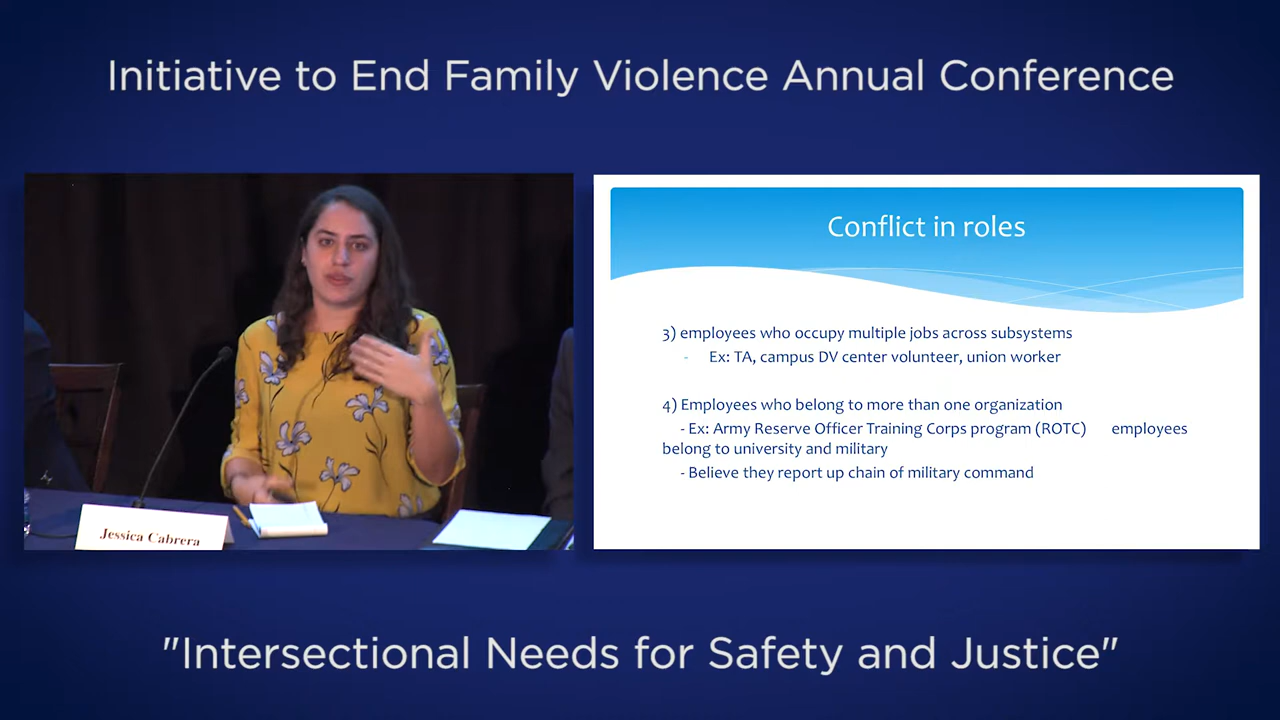 Initiative to End Family Violence Annual Conference
Jessica Cabrera
Conflict in roles
3) employees who occupy multiple jobs across subsystems
- Ex: TA, campus DV center volunteer, union worker
4) Employees who belong to more than one organization
- Ex: Army Reserve Officer Training Corps program (ROTC) employees
belong to university and military
- Believe they report up chain of military command
"Intersectional Needs for Safety and Justice"